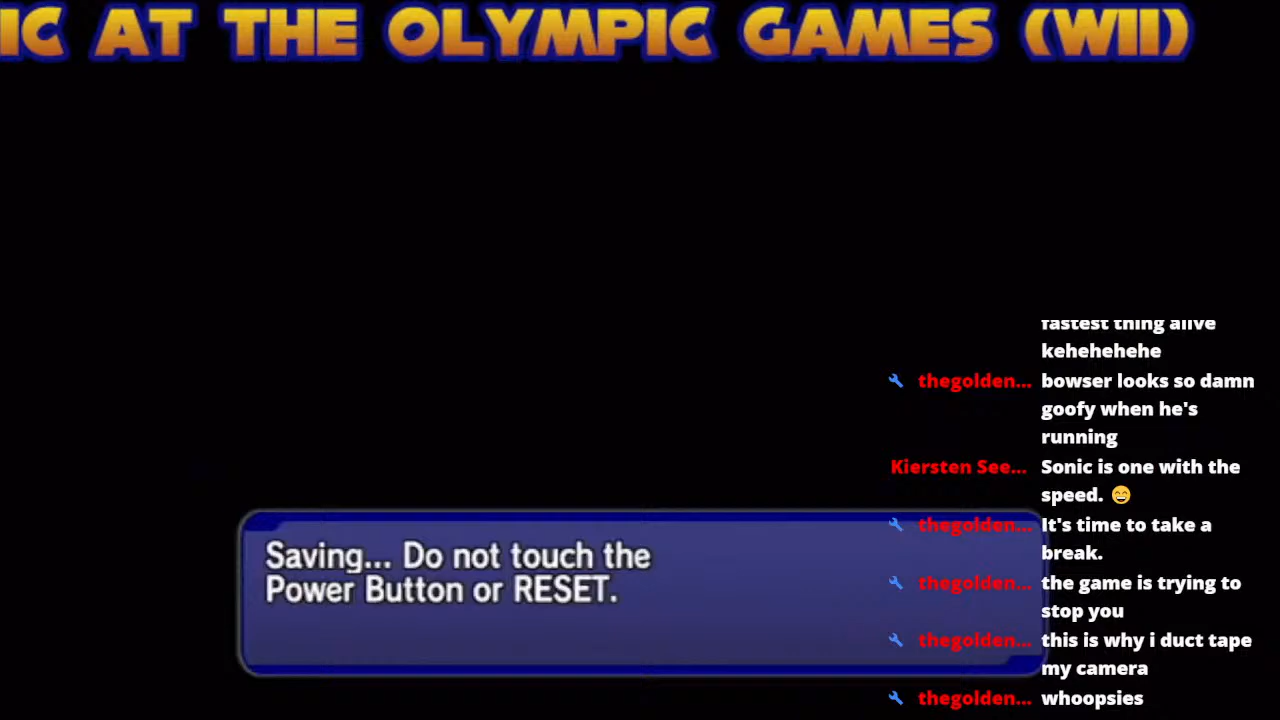 IC AT THE OLYMPIC GAMES (WII)
fastest thing alive
kehehehehe
thegolden... bowser looks so damn
goofy when he's
running
Kiersten See... Sonic is one with the
speed. 😁
thegolden... It's time to take a
break.
thegolden... the game is trying to
stop you
thegolden... this is why i duct tape
my camera
thegolden... whoopsies
Saving... Do not touch the
Power Button or RESET.